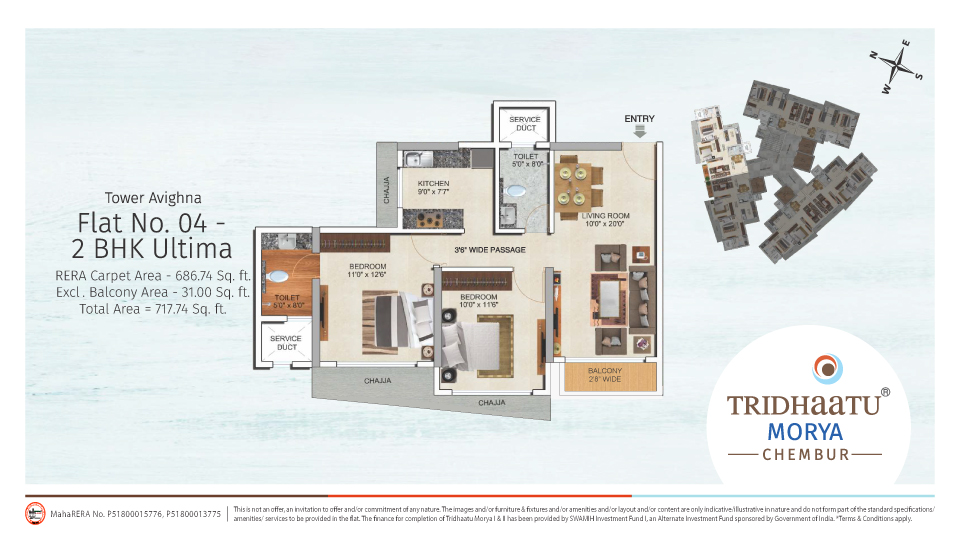 Tower Avighna
Flat No. 04 -
2 BHK Ultima
RERA Carpet Area - 686.74 Sq. ft.
Excl . Balcony Area - 31.00 Sq. ft.
Total Area = 717.74 Sq. ft.
SERVICE
DUCT
ENTRY
TOILET
5'0" x 8'0"
CHAJJA
KITCHEN
9'0" x 7'7"
LIVING ROOM
10'0" x 20'0"
3'6" WIDE PASSAGE
BEDROOM
11'0" x 12'6"
BEDROOM
10'0" x 11'6"
TOILET
5'0" x 8'0"
SERVICE
DUCT
CHAJJA
CHAJJA
BALCONY
2'8" WIDE
N
E
S
W
TRIDHaaTU®
MORYA
CHEMBUR
MahaRERA No. P51800015776, P51800013775
This is not an offer, an invitation to offer and/or commitment of any nature. The images and/or furniture & fixtures and/or amenities and/or layout and/or content are only indicative/illustrative in nature and do not form part of the standard specifications/
amenities/ services to be provided in the flat. The finance for completion of Tridhaatu Morya I & II has been provided by SWAMIH Investment Fund I, an Alternate Investment Fund sponsored by Government of India. *Terms & Conditions apply.